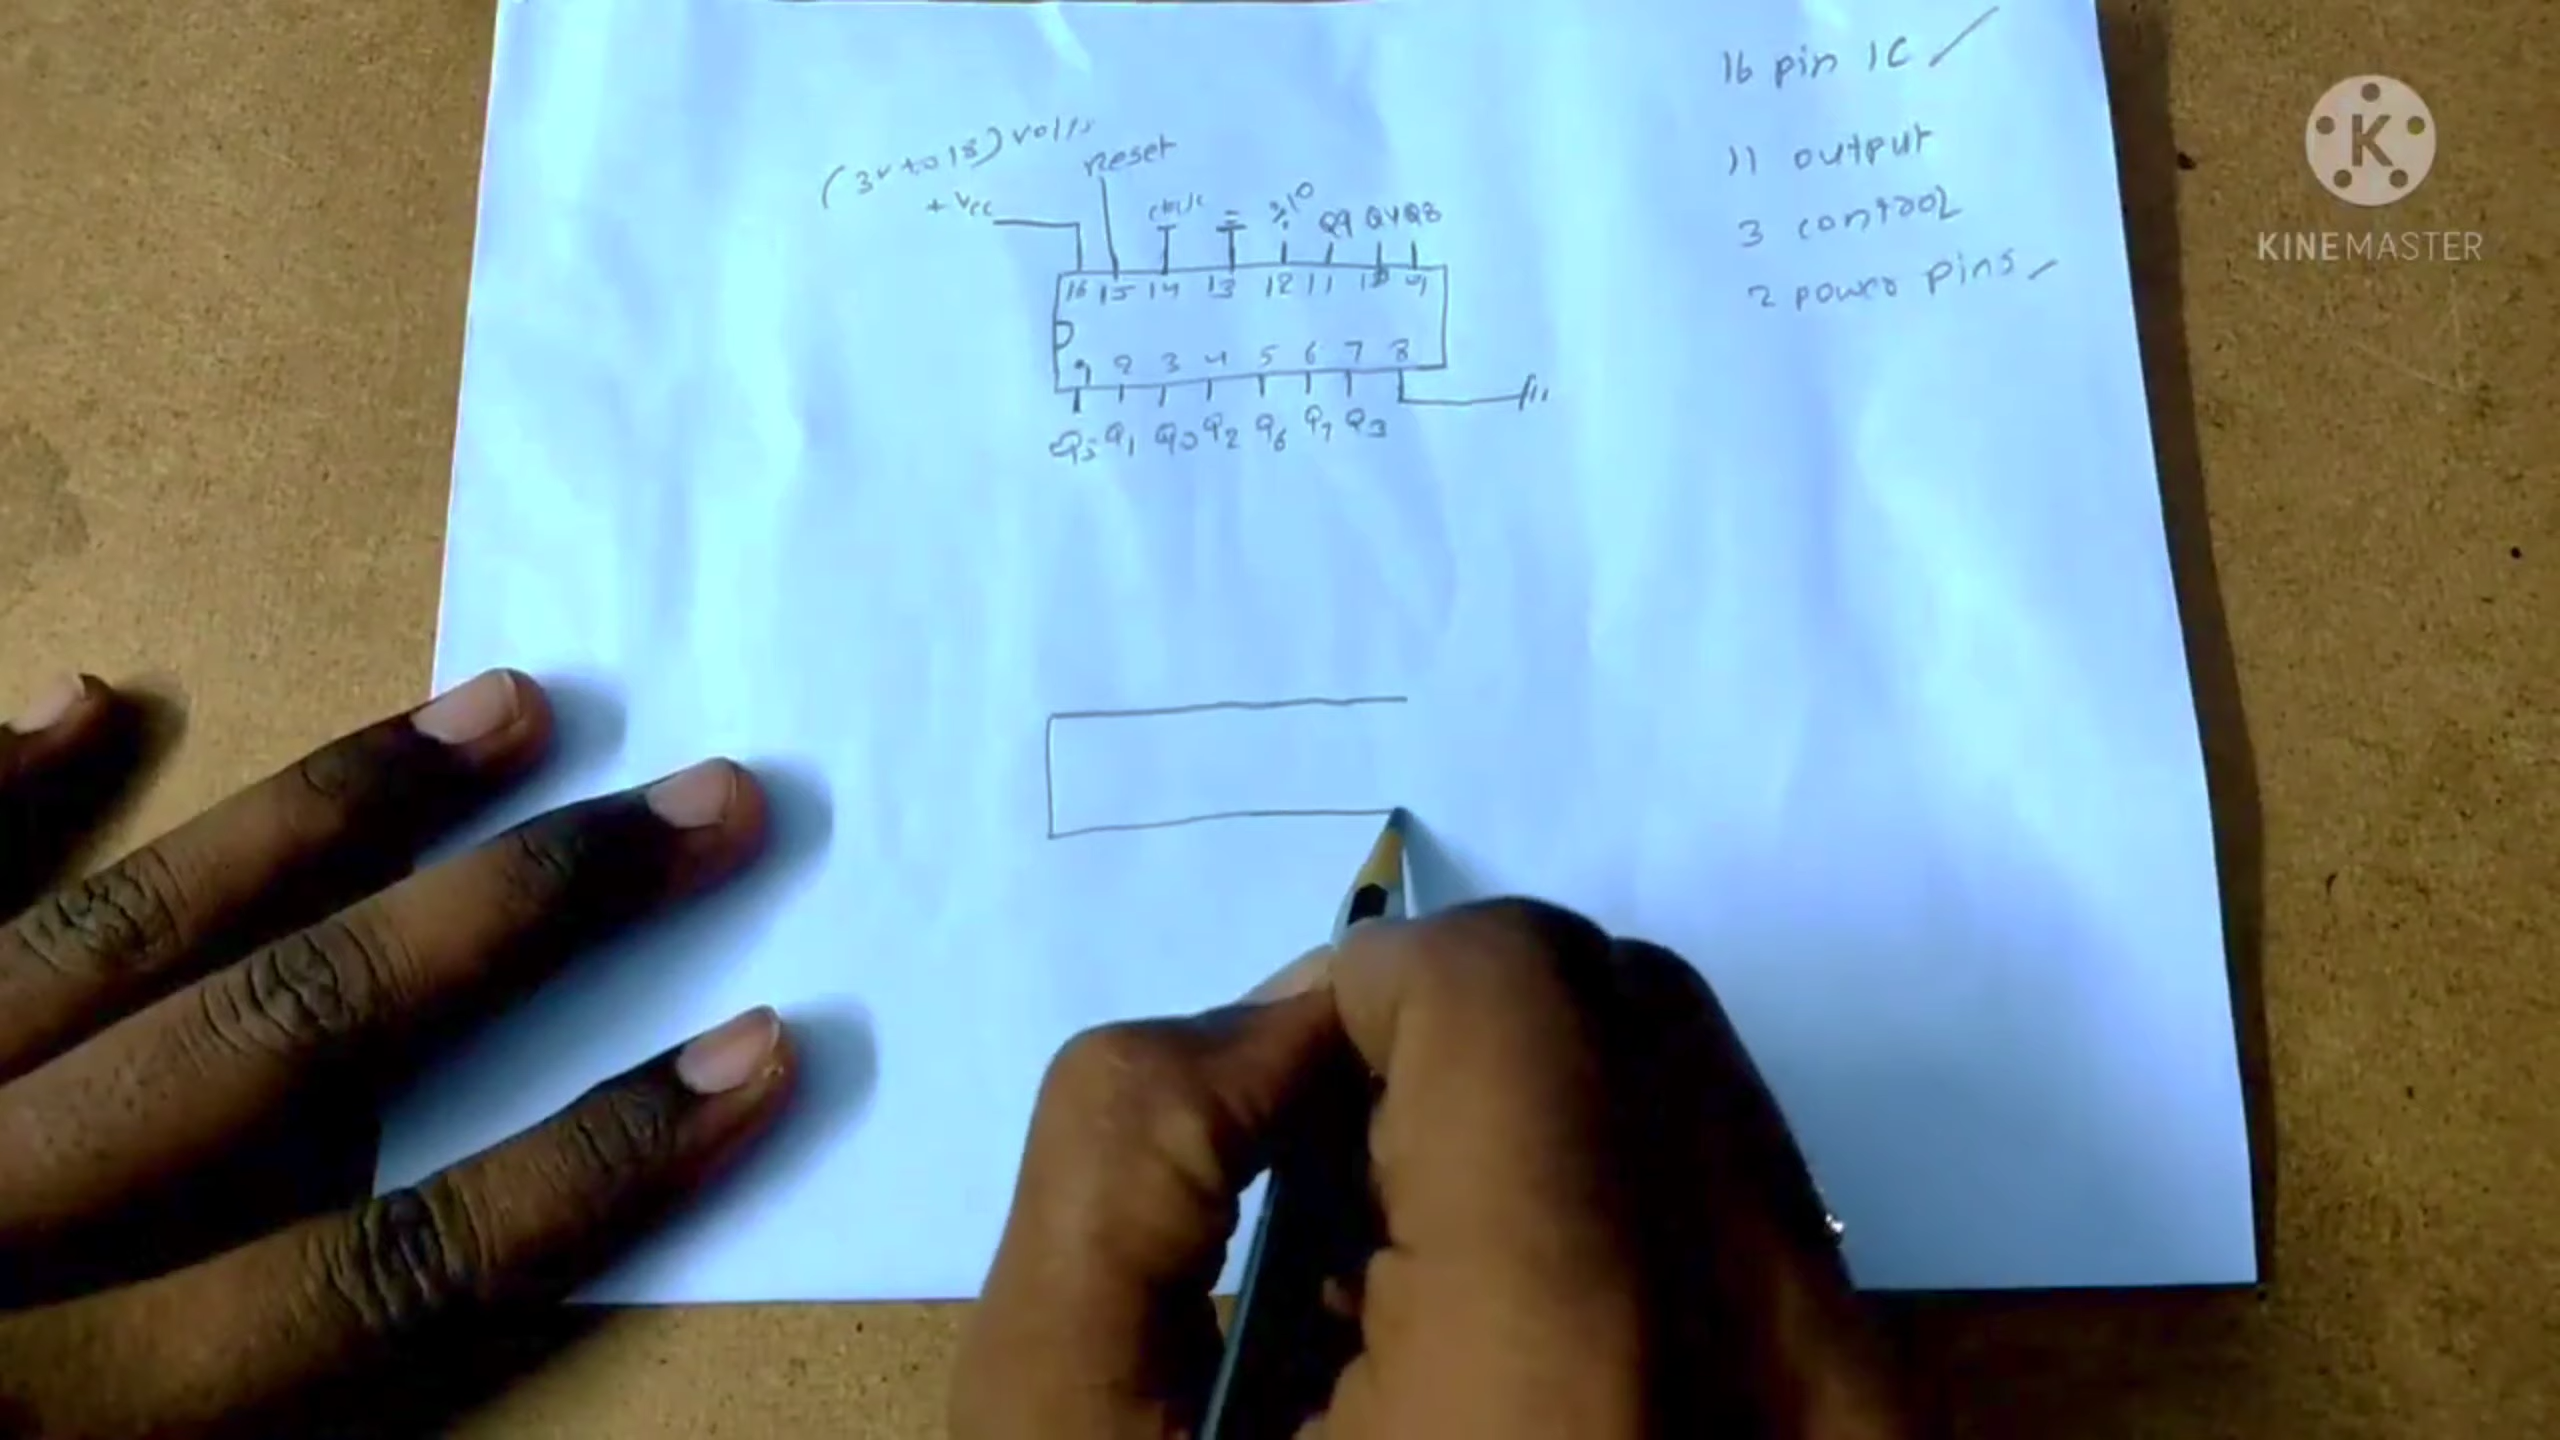 16 pin IC
11 output
3 control
2 power pins
(3v to 18) volts
+Vcc
Reset
%10 Q9 Q4 Q8
16 15 14 13 12 11 10 9
2 3 4 5 6 7 8
Q5 Q1 Q0 Q2 Q6 Q7 Q3
K
KINEMASTER